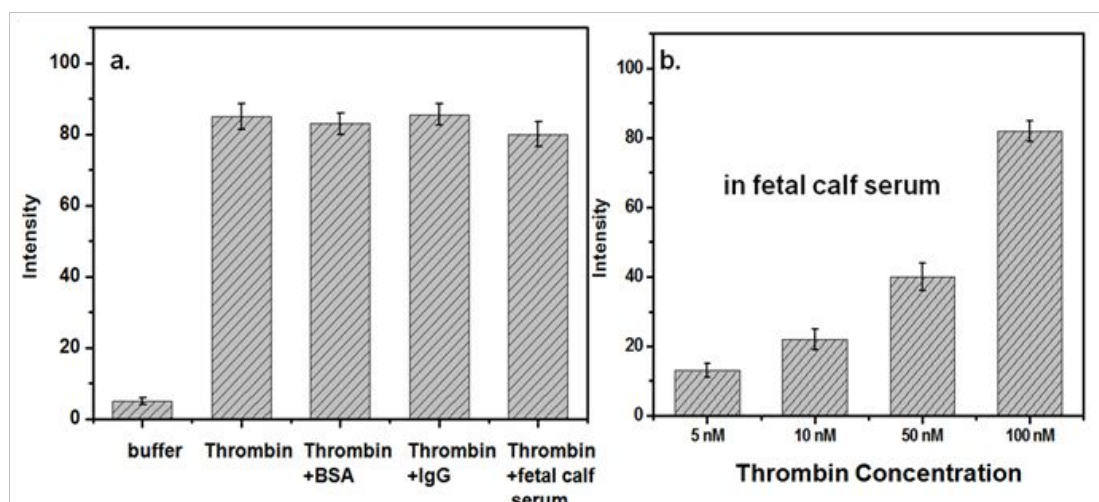 a.
100
80
60
40
20
0
Intensity
buffer
Thrombin
Thrombin
+BSA
Thrombin
+IgG
Thrombin
+fetal calf
serum
b.
100
80
60
40
20
0
Intensity
in fetal calf serum
5 nM
10 nM
50 nM
100 nM
Thrombin Concentration